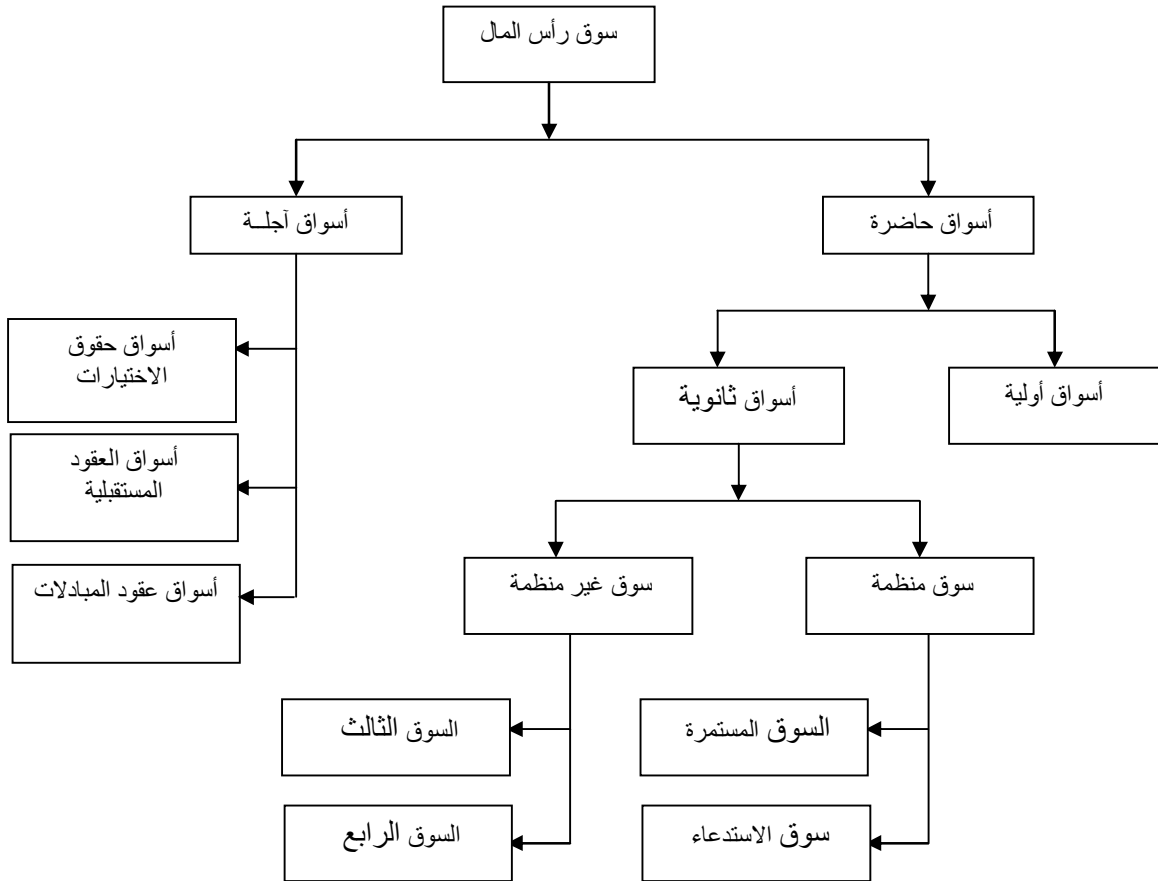 سوق رأس المال
أسواق حاضرة
أسواق آجلــة
أسواق أولية
أسواق ثانوية
أسواق حقوق
الاختيارات
أسواق العقود
المستقبلية
أسواق عقود المبادلات
سوق منظمة
سوق غير منظمة
السوق المستمرة
السوق الثالث
سوق الاستدعاء
السوق الرابع